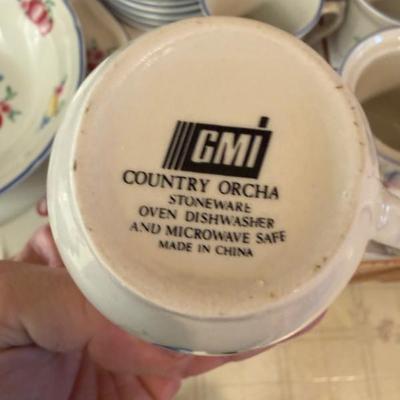 GMI
COUNTRY ORCHA
STONEWARE
OVEN DISHWASHER
AND MICROWAVE SAFE
MADE IN CHINA